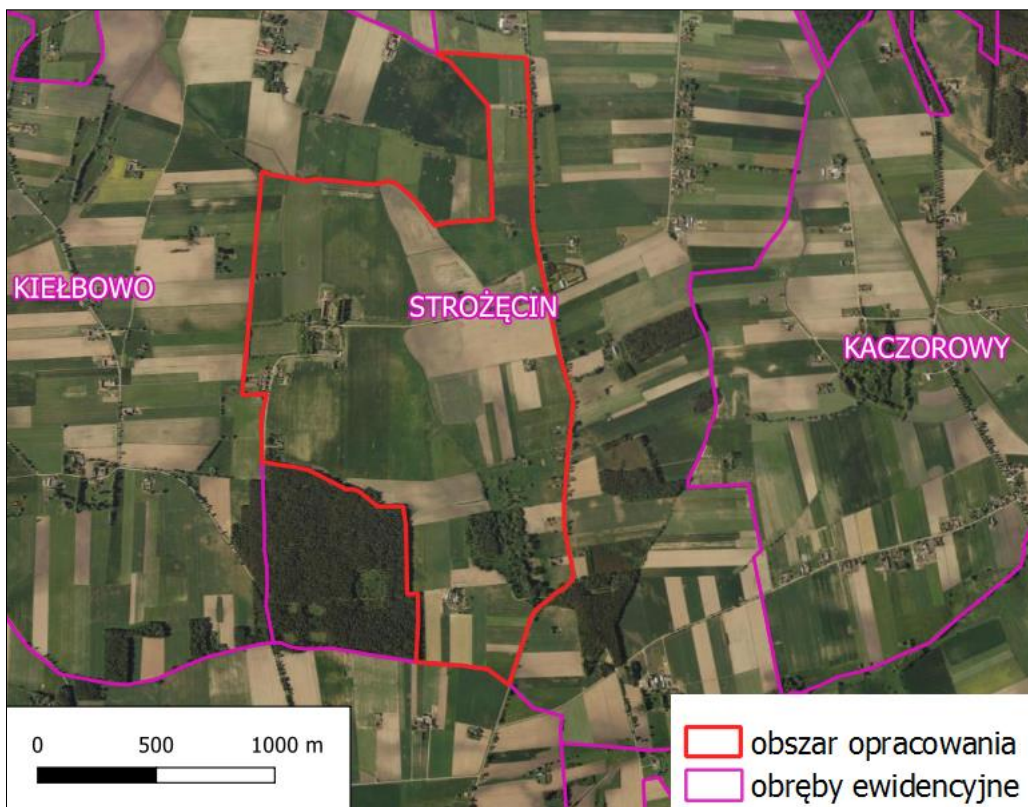 KIEŁBOWO
STROŻĘCIN
KACZOROWY
0 500 1000 m
obszar opracowania
obręby ewidencyjne